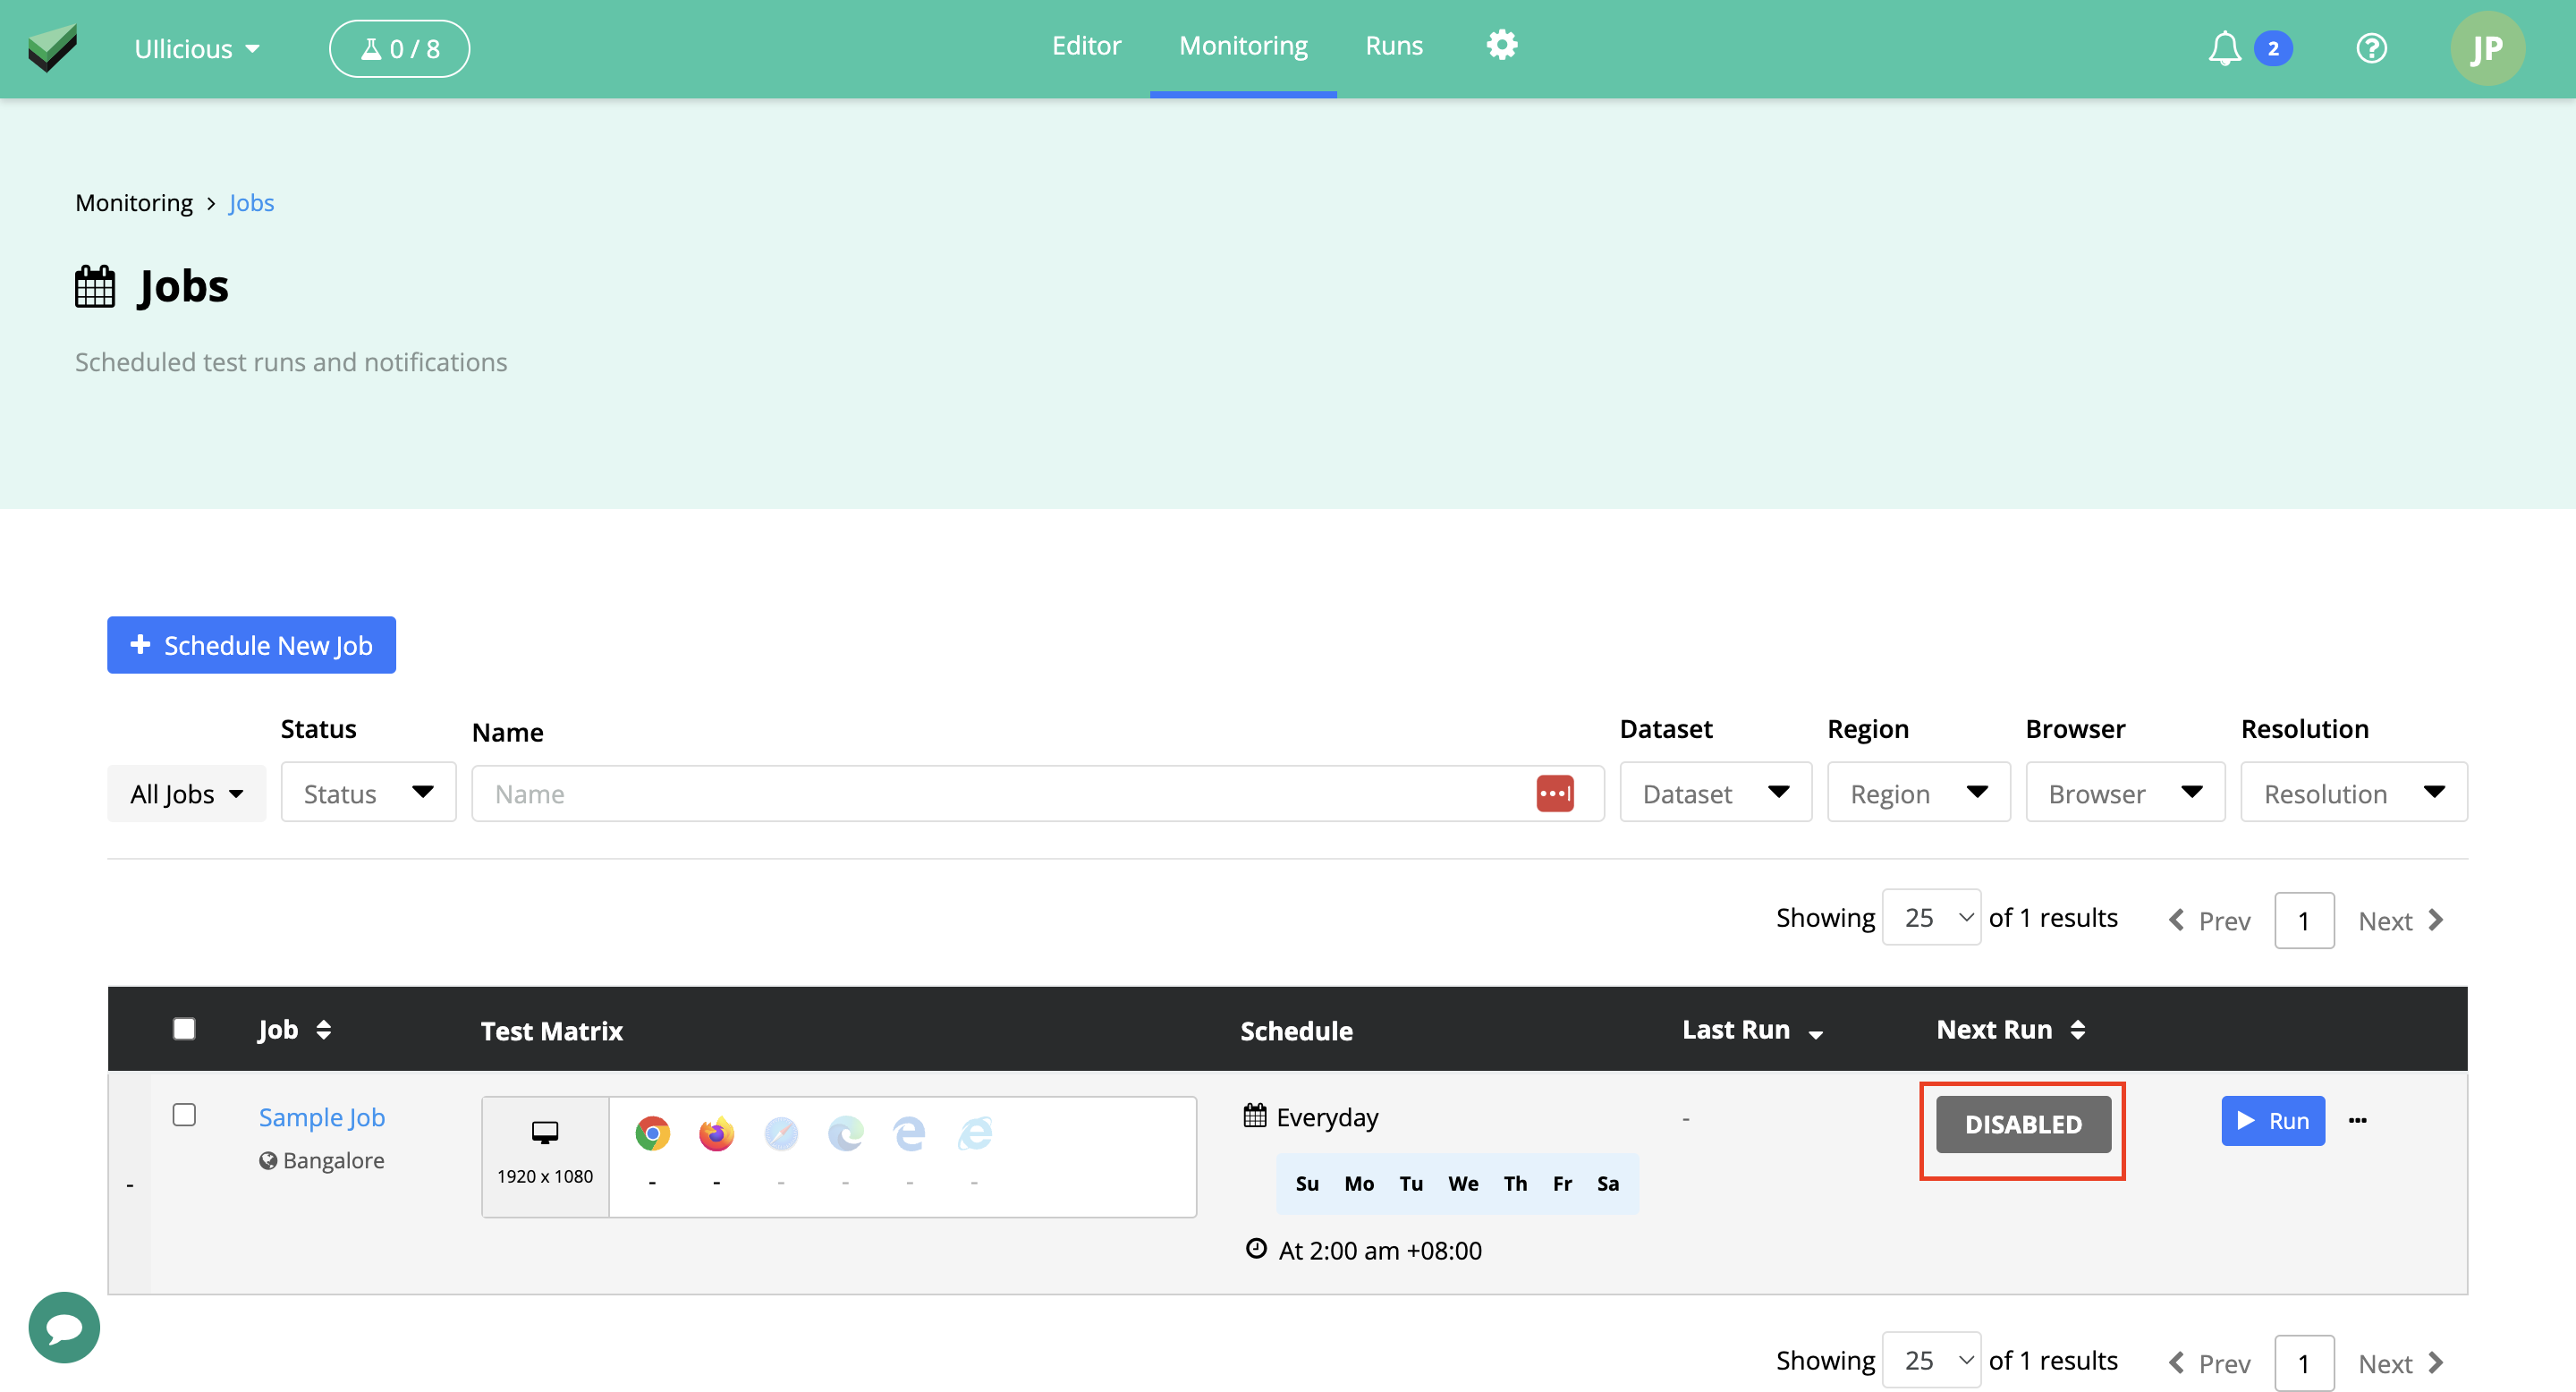 UIlicious
0 / 8
Editor
Monitoring
Runs
2
JP
Monitoring > Jobs
Jobs
Scheduled test runs and notifications
+ Schedule New Job
Status
Name
Dataset
Region
Browser
Resolution
All Jobs
Status
Name
Dataset
Region
Browser
Resolution
Showing 25 of 1 results
Prev 1 Next
Job
Test Matrix
Schedule
Last Run
Next Run
-
Sample Job
Bangalore
1920 x 1080
- - - - - -
Everyday
Su Mo Tu We Th Fr Sa
At 2:00 am +08:00
-
DISABLED
Run
Showing 25 of 1 results
Prev 1 Next